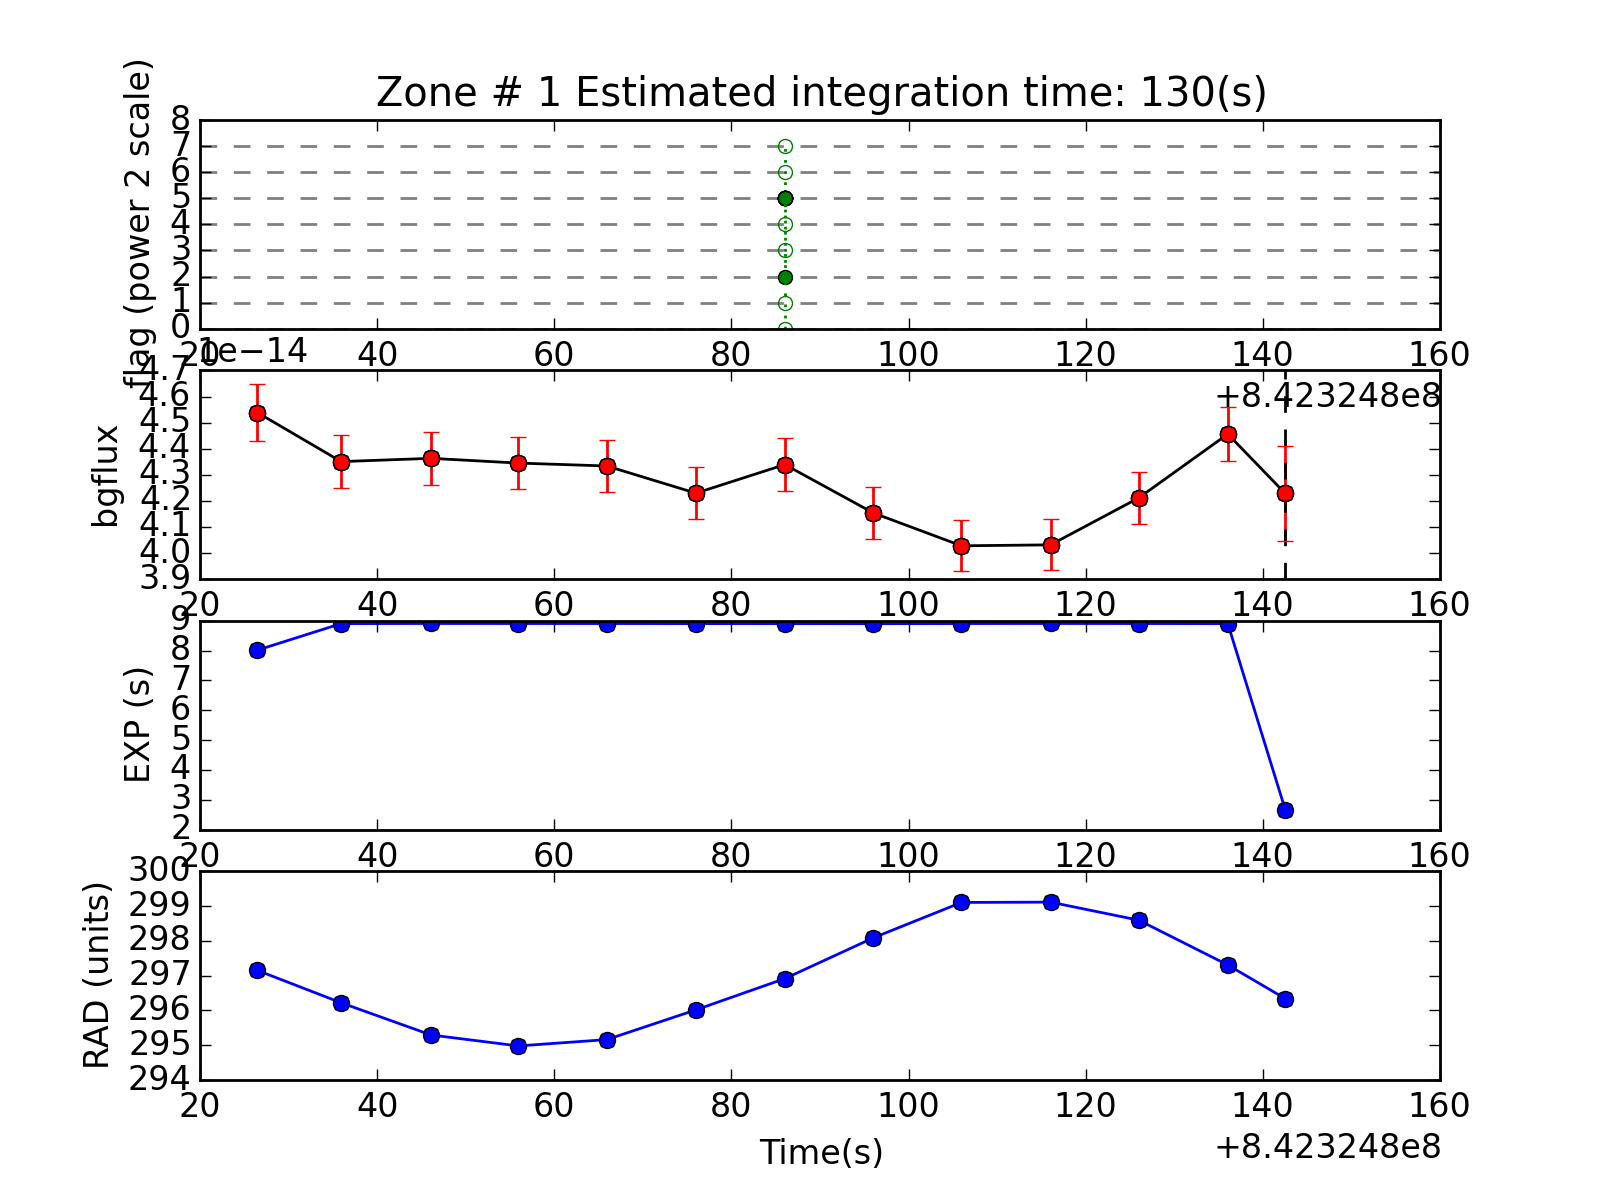 Zone # 1 Estimated integration time: 130(s)
flag (power 2 scale)
8
7
6
5
4
3
2
1
0
20 40 60 80 100 120 140 160
1e−14
+8.423248e8
bgflux
4.7
4.6
4.5
4.4
4.3
4.2
4.1
4.0
3.9
20 40 60 80 100 120 140 160
EXP (s)
9
8
7
6
5
4
3
2
20 40 60 80 100 120 140 160
RAD (units)
300
299
298
297
296
295
294
20 40 60 80 100 120 140 160
Time(s)
+8.423248e8